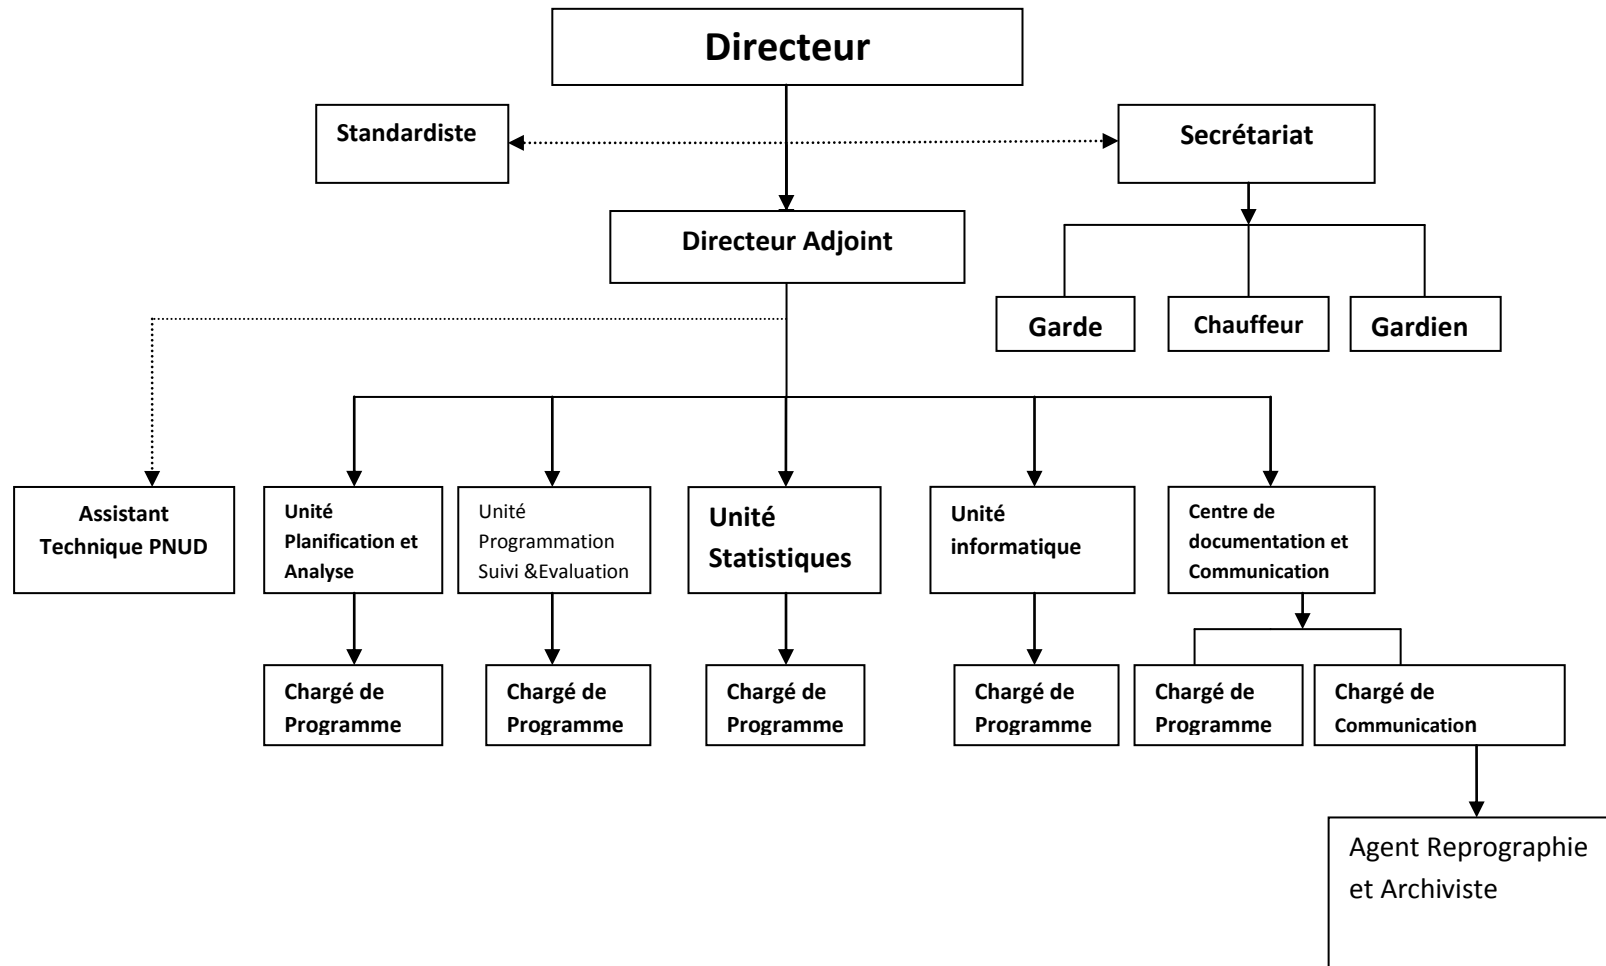 Directeur
Standardiste
Secrétariat
Directeur Adjoint
Garde
Chauffeur
Gardien
Assistant
Technique PNUD
Unité
Planification et
Analyse
Unité
Programmation
Suivi &Evaluation
Unité
Statistiques
Unité
informatique
Centre de
documentation et
Communication
Chargé de
Programme
Chargé de
Programme
Chargé de
Programme
Chargé de
Programme
Chargé de
Programme
Chargé de
Communication
Agent Reprographie
et Archiviste